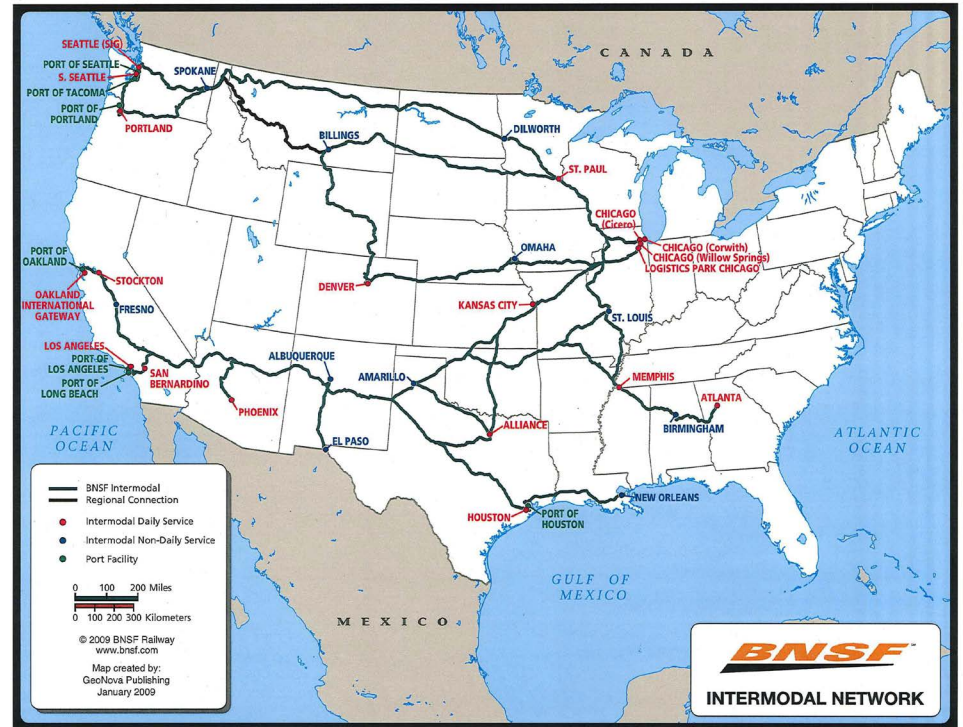 CANADA
SEATTLE (SIG)
PORT OF SEATTLE
S. SEATTLE
PORT OF TACOMA
PORT OF
PORTLAND
PORTLAND
SPOKANE
BILLINGS
DILWORTH
ST. PAUL
CHICAGO
(Cicero)
CHICAGO (Corwith)
CHICAGO (Willow Springs)
LOGISTICS PARK CHICAGO
OMAHA
DENVER
KANSAS CITY
ST. LOUIS
PORT OF
OAKLAND
STOCKTON
OAKLAND
INTERNATIONAL
GATEWAY
FRESNO
LOS ANGELES
PORT OF
LOS ANGELES
PORT OF
LONG BEACH
SAN
BERNARDINO
ALBUQUERQUE
AMARILLO
PHOENIX
EL PASO
ALLIANCE
MEMPHIS
ATLANTA
BIRMINGHAM
NEW ORLEANS
HOUSTON
PORT OF
HOUSTON
PACIFIC
OCEAN
ATLANTIC
OCEAN
GULF OF
MEXICO
MEXICO
BNSF Intermodal
Regional Connection
Intermodal Daily Service
Intermodal Non-Daily Service
Port Facility
0 100 200 Miles
0 100 200 300 Kilometers
© 2009 BNSF Railway
www.bnsf.com
Map created by:
GeoNova Publishing
January 2009
BNSF™
INTERMODAL NETWORK